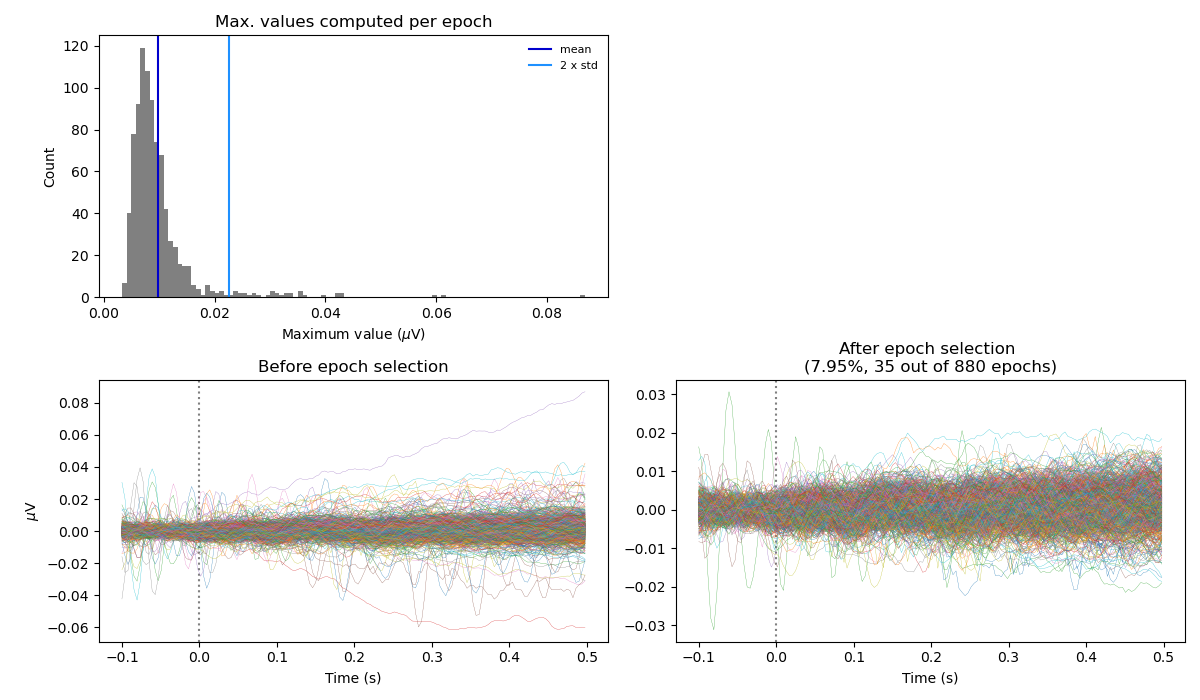 Max. values computed per epoch
120
100
80
60
40
20
0
Count
mean
2 x std
0.00 0.02 0.04 0.06 0.08
Maximum value (μV)
Before epoch selection
0.08
0.06
0.04
0.02
0.00
−0.02
−0.04
−0.06
μV
−0.1 0.0 0.1 0.2 0.3 0.4 0.5
Time (s)
After epoch selection
(7.95%, 35 out of 880 epochs)
0.03
0.02
0.01
0.00
−0.01
−0.02
−0.03
−0.1 0.0 0.1 0.2 0.3 0.4 0.5
Time (s)